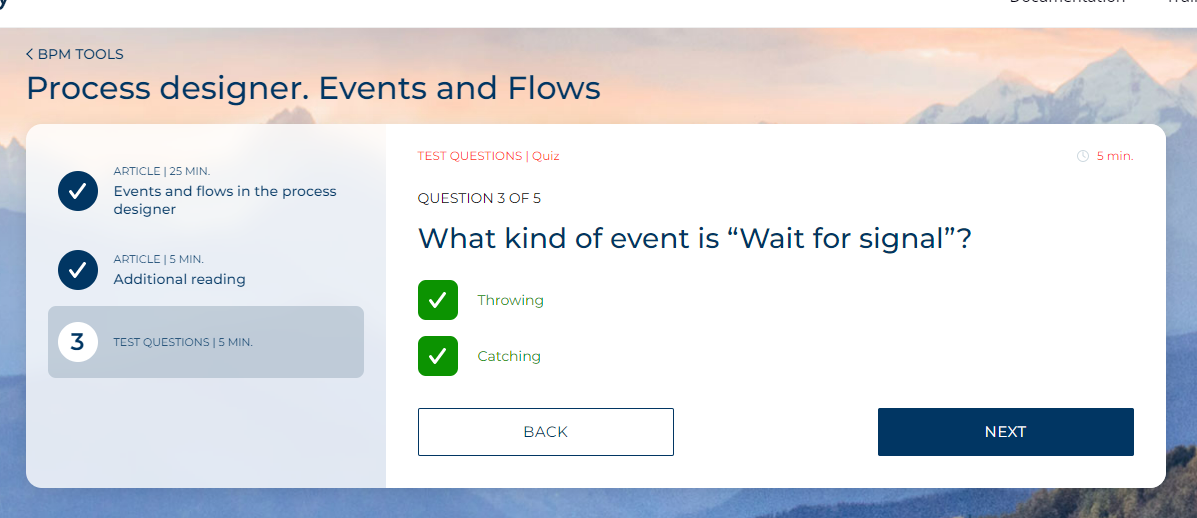 Documentation
BPM TOOLS
Process designer. Events and Flows
ARTICLE | 25 MIN.
Events and flows in the process
designer
ARTICLE | 5 MIN.
Additional reading
3
TEST QUESTIONS | 5 MIN.
TEST QUESTIONS | Quiz
5 min.
QUESTION 3 OF 5
What kind of event is “Wait for signal”?
Throwing
Catching
BACK
NEXT